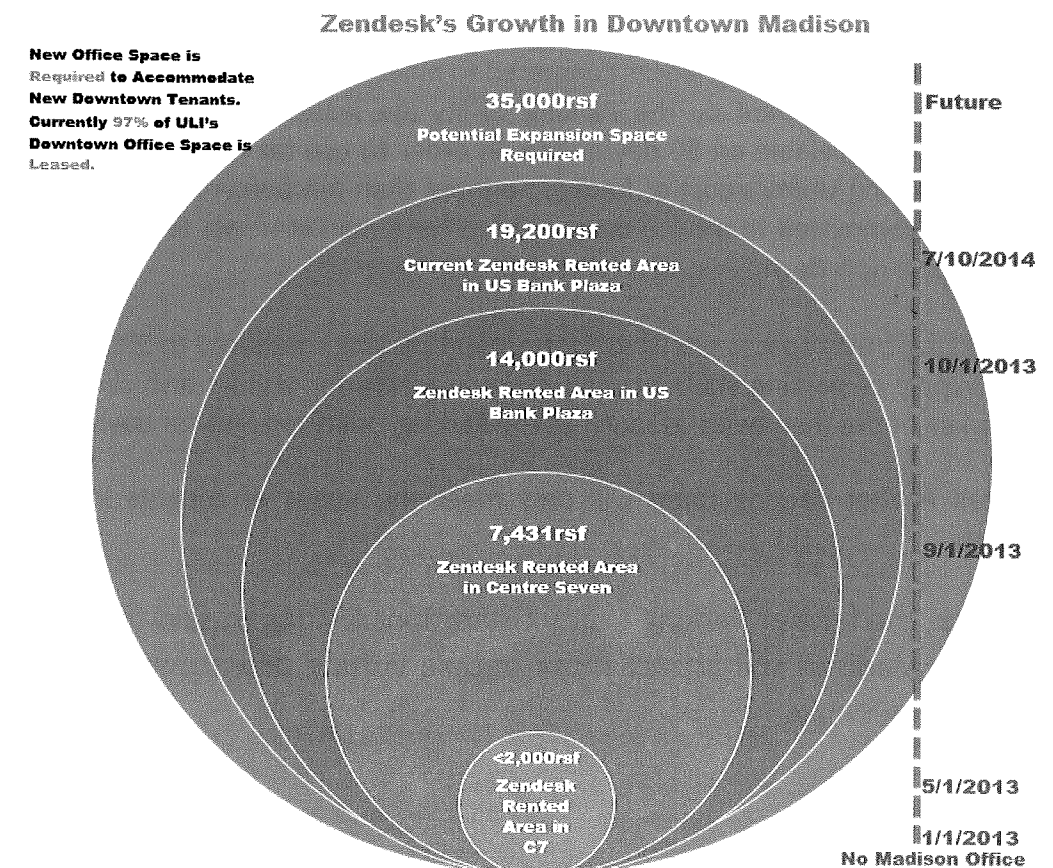 Zendesk's Growth in Downtown Madison
New Office Space is
Required to Accommodate
New Downtown Tenants.
Currently 97% of ULI's
Downtown Office Space is
Leased.
35,000rsf
Potential Expansion Space
Required
Future
19,200rsf
Current Zendesk Rented Area
in US Bank Plaza
7/10/2014
14,000rsf
Zendesk Rented Area in US
Bank Plaza
10/1/2013
7,431rsf
Zendesk Rented Area
in Centre Seven
9/1/2013
<2,000rsf
Zendesk
Rented
Area in
C7
5/1/2013
1/1/2013
No Madison Office